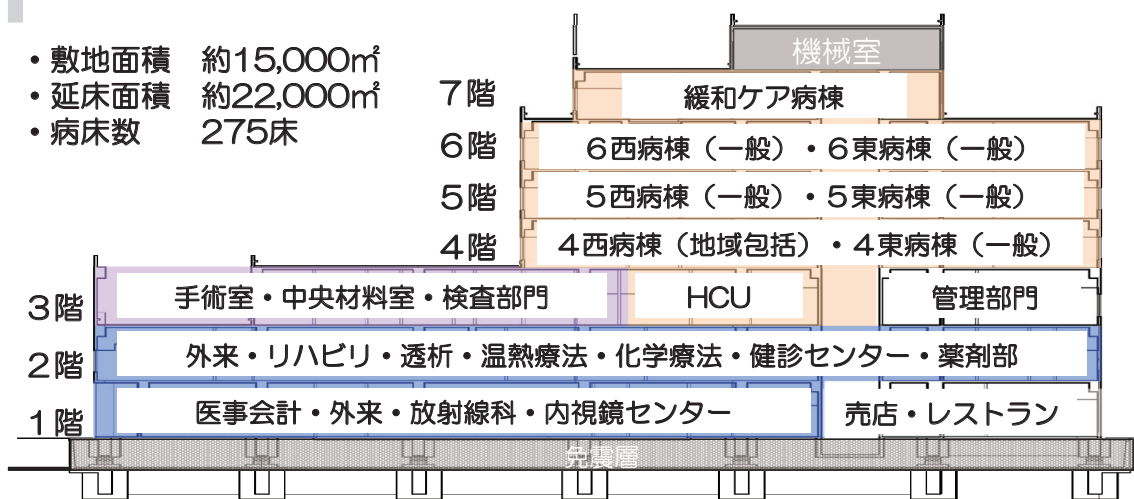 ・敷地面積　約15,000㎡
・延床面積　約22,000㎡
・病床数　275床
機械室
7階　緩和ケア病棟
6階　6西病棟（一般）・6東病棟（一般）
5階　5西病棟（一般）・5東病棟（一般）
4階　4西病棟（地域包括）・4東病棟（一般）
3階　手術室・中央材料室・検査部門　HCU　管理部門
2階　外来・リハビリ・透析・温熱療法・化学療法・健診センター・薬剤部
1階　医事会計・外来・放射線科・内視鏡センター　売店・レストラン
免震層